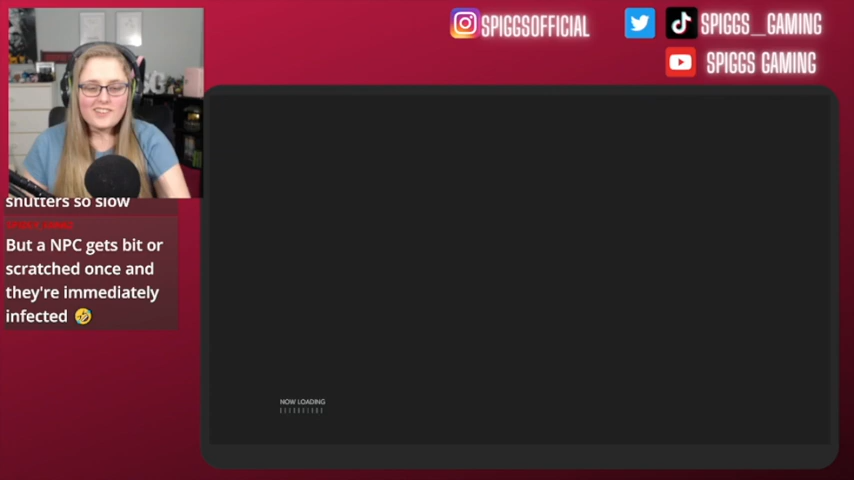 SPIGGSOFFICIAL
SPIGGS_GAMING
SPIGGS GAMING
SG
shutters so slow
But a NPC gets bit or
scratched once and
they're immediately
infected 🤣
NOW LOADING